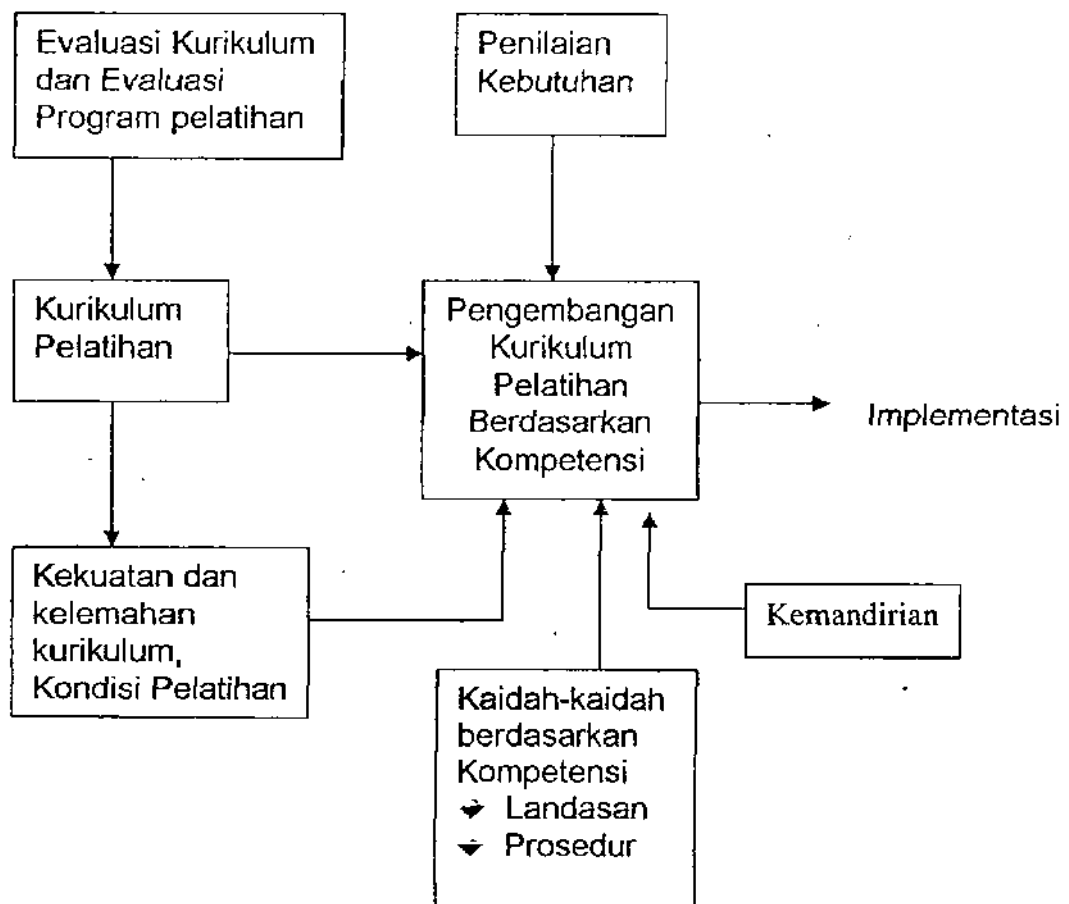 Evaluasi Kurikulum
dan Evaluasi
Program pelatihan
Penilaian
Kebutuhan
Kurikulum
Pelatihan
Pengembangan
Kurikulum
Pelatihan
Berdasarkan
Kompetensi
Implementasi
Kekuatan dan
kelemahan
kurikulum,
Kondisi Pelatihan
Kemandirian
Kaidah-kaidah
berdasarkan
Kompetensi
Landasan
Prosedur